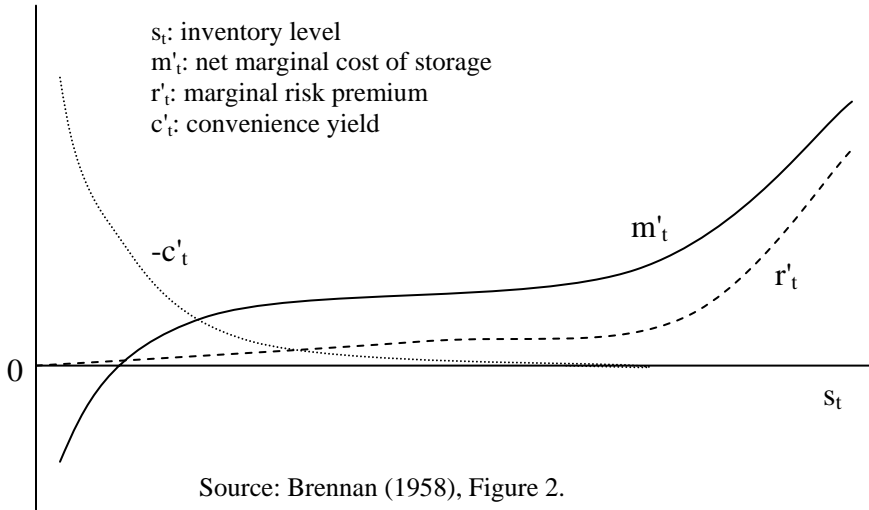 sₜ: inventory level
m'ₜ: net marginal cost of storage
r'ₜ: marginal risk premium
c'ₜ: convenience yield
-c'ₜ
m'ₜ
r'ₜ
0
sₜ
Source: Brennan (1958), Figure 2.